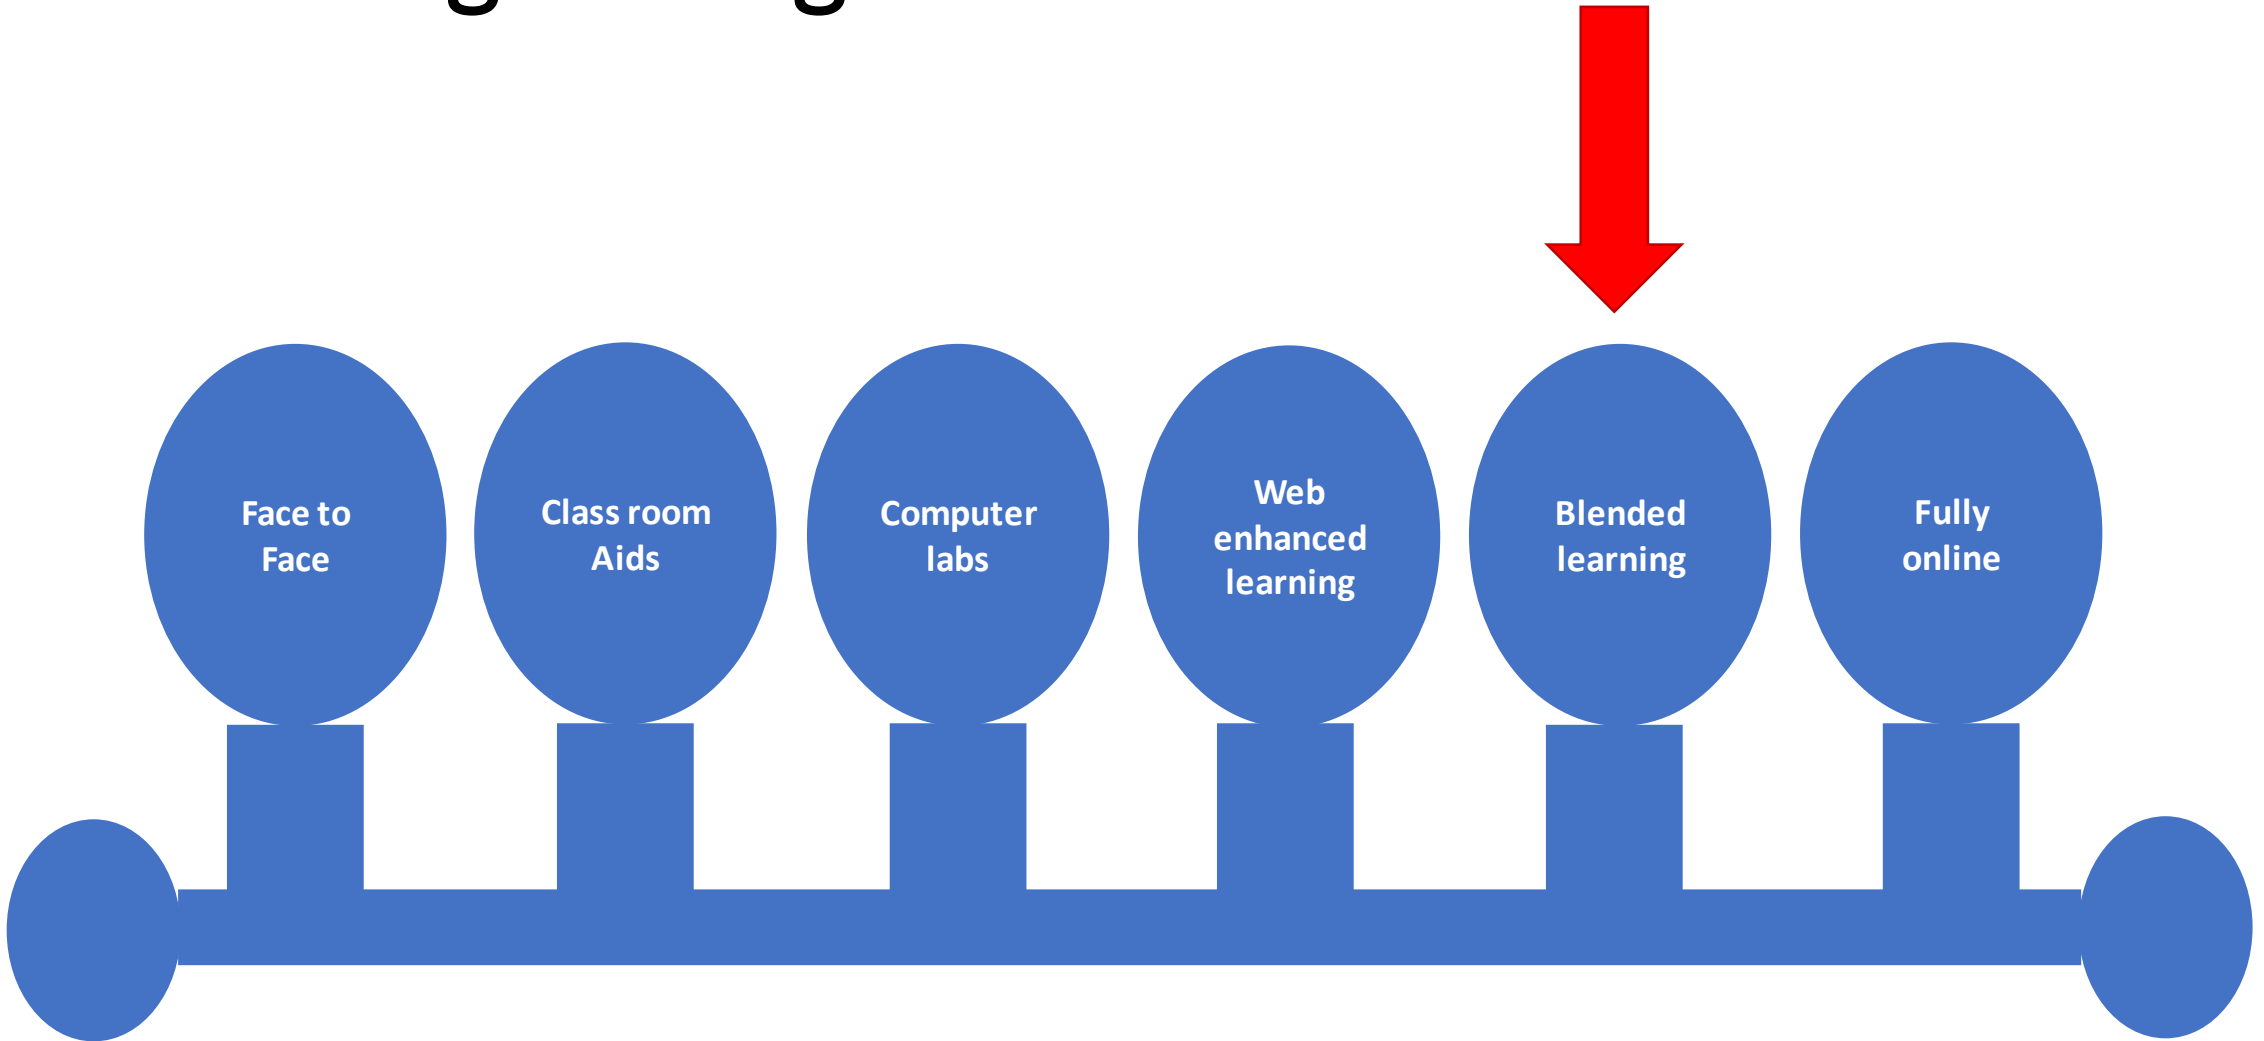 Face to
Face
Class room
Aids
Computer
labs
Web
enhanced
learning
Blended
learning
Fully
online